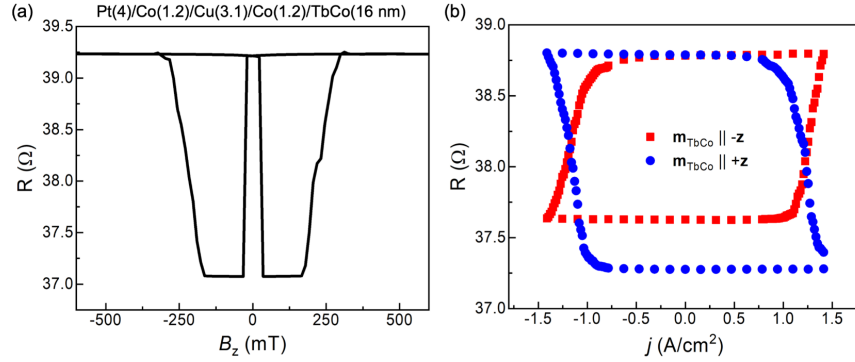 (a)
Pt(4)/Co(1.2)/Cu(3.1)/Co(1.2)/TbCo(16 nm)
39.5
39.0
38.5
38.0
37.5
37.0
R (Ω)
-500
-250
0
250
500
B_z (mT)
(b)
39.0
38.5
38.0
37.5
37.0
R (Ω)
m_TbCo || -z
m_TbCo || +z
-1.5
-1.0
-0.5
0.0
0.5
1.0
1.5
j (A/cm²)